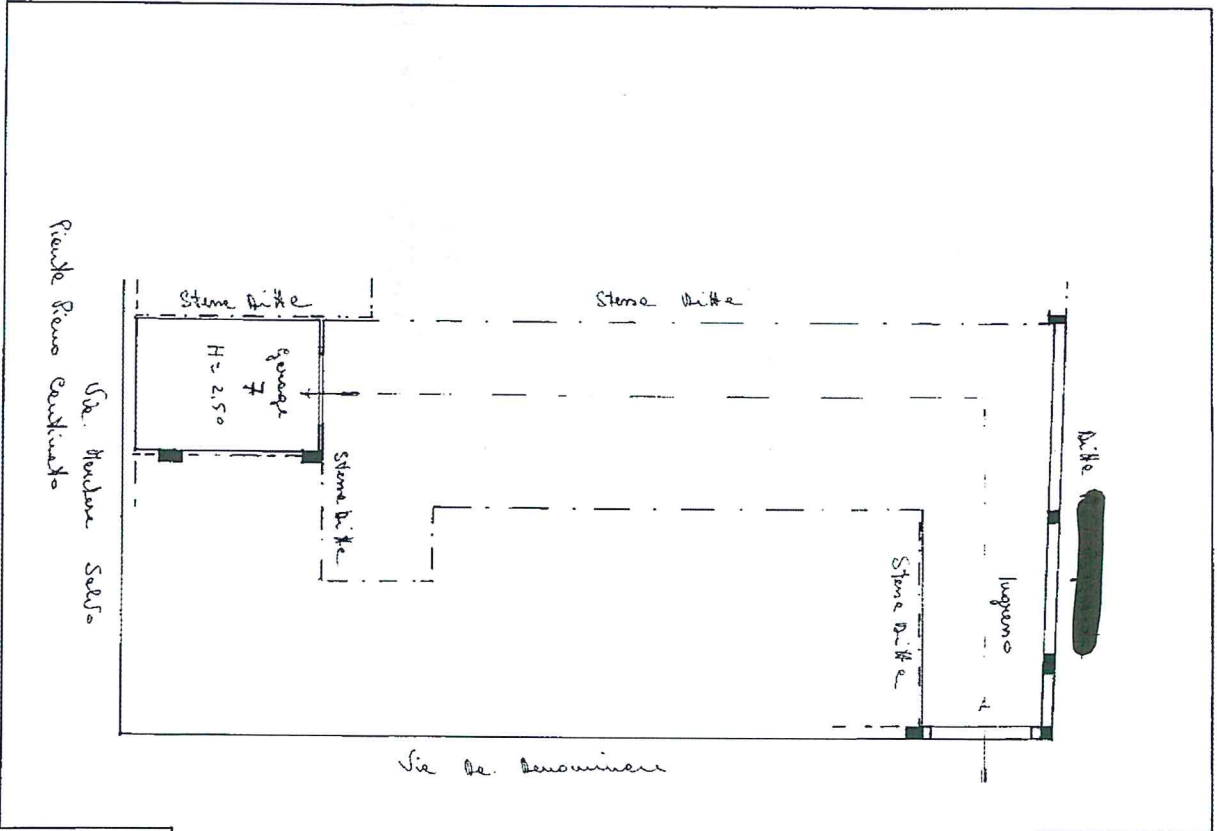 Stessa Ditta
Stessa Ditta
Garage
7
H= 2.50
Stessa Ditta
Ditta
Ingresso
Stessa Ditta
Via Da Denominare
Via Salvo
Pianta Piano Cantinato